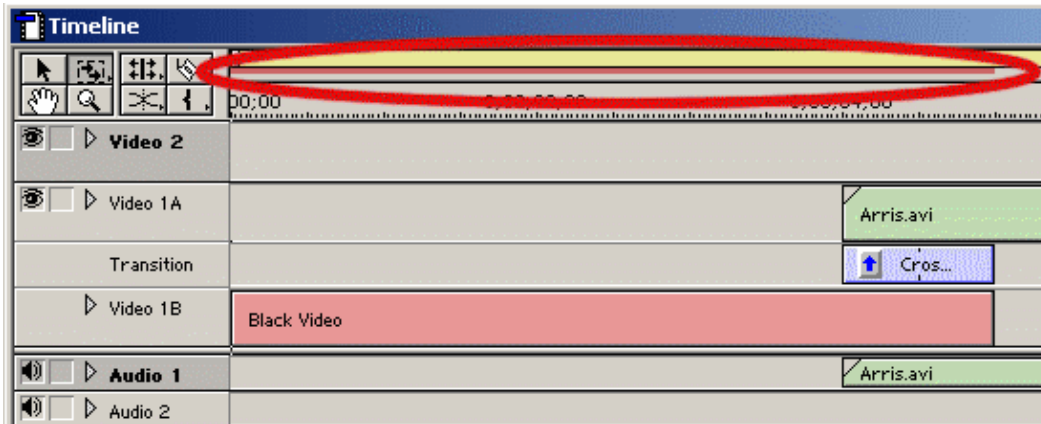 Timeline
00;00
Video 2
Video 1A
Arris.avi
Transition
Cros...
Video 1B
Black Video
Audio 1
Arris.avi
Audio 2